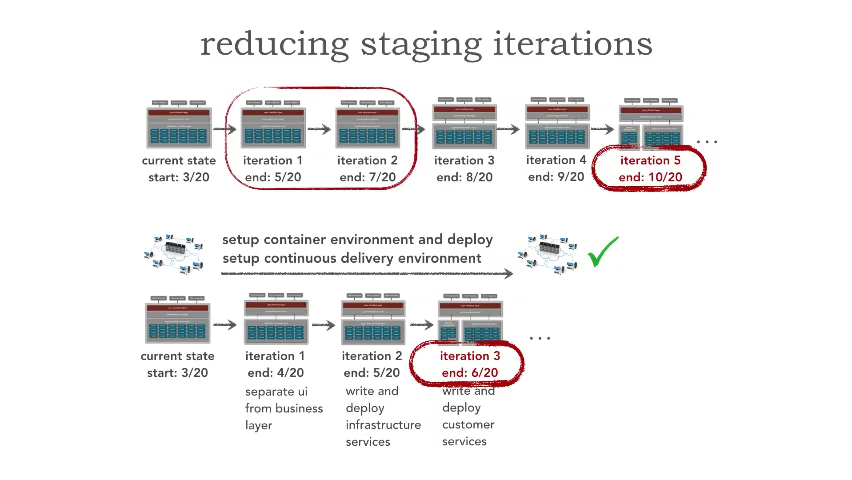 reducing staging iterations
current state
start: 3/20
iteration 1
end: 5/20
iteration 2
end: 7/20
iteration 3
end: 8/20
iteration 4
end: 9/20
iteration 5
end: 10/20
...
setup container environment and deploy
setup continuous delivery environment
current state
start: 3/20
iteration 1
end: 4/20
separate ui
from business
layer
iteration 2
end: 5/20
write and
deploy
infrastructure
services
iteration 3
end: 6/20
write and
deploy
customer
services
...